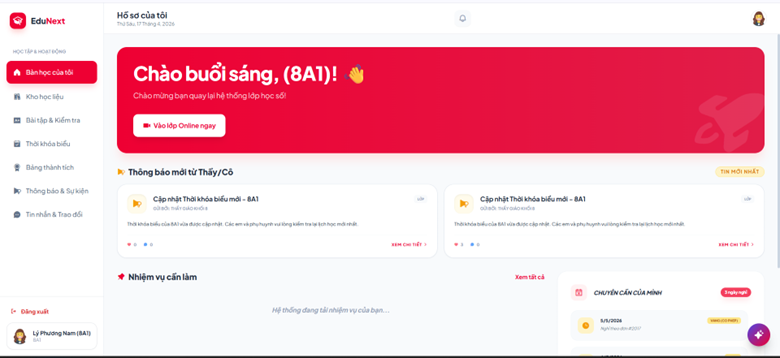 EduNext
HỌC TẬP & HOẠT ĐỘNG
Bàn học của tôi
Kho học liệu
Bài tập & Kiểm tra
Thời khóa biểu
Bảng thành tích
Thông báo & Sự kiện
Tin nhắn & Trao đổi
Đăng xuất
Lý Phương Nam (8A1)
8A1
Hồ sơ của tôi
Thứ Sáu, 17 Tháng 4, 2026
Chào buổi sáng, (8A1)! 👋
Chào mừng bạn quay lại hệ thống lớp học số!
Vào lớp Online ngay
Thông báo mới từ Thầy/Cô
TIN MỚI NHẤT
Cập nhật Thời khóa biểu mới - 8A1
LỚP
GỬI BỞI: THẦY GIÁO KHỐI 8
Thời khóa biểu của 8A1 vừa được cập nhật. Các em và phụ huynh vui lòng kiểm tra lại lịch học mới nhất.
0 0
XEM CHI TIẾT
Cập nhật Thời khóa biểu mới - 8A1
LỚP
GỬI BỞI: THẦY GIÁO KHỐI 8
Thời khóa biểu của 8A1 vừa được cập nhật. Các em và phụ huynh vui lòng kiểm tra lại lịch học mới nhất.
0
XEM CHI TIẾT
Nhiệm vụ cần làm
Xem tất cả
Hệ thống đang tải nhiệm vụ của bạn...
CHUYÊN CẦN CỦA MÌNH
5/5/2026